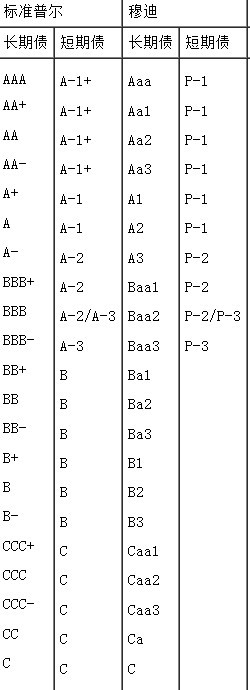 标准普尔 穆迪
长期债 短期债 长期债 短期债
AAA A-1+ Aaa P-1
AA+ A-1+ Aa1 P-1
AA A-1+ Aa2 P-1
AA- A-1+ Aa3 P-1
A+ A-1 A1 P-1
A A-1 A2 P-1
A- A-2 A3 P-2
BBB+ A-2 Baa1 P-2
BBB A-2/A-3 Baa2 P-2/P-3
BBB- A-3 Baa3 P-3
BB+ B Ba1
BB B Ba2
BB- B Ba3
B+ B B1
B B B2
B- B B3
CCC+ C Caa1
CCC C Caa2
CCC- C Caa3
CC C Ca
C C C